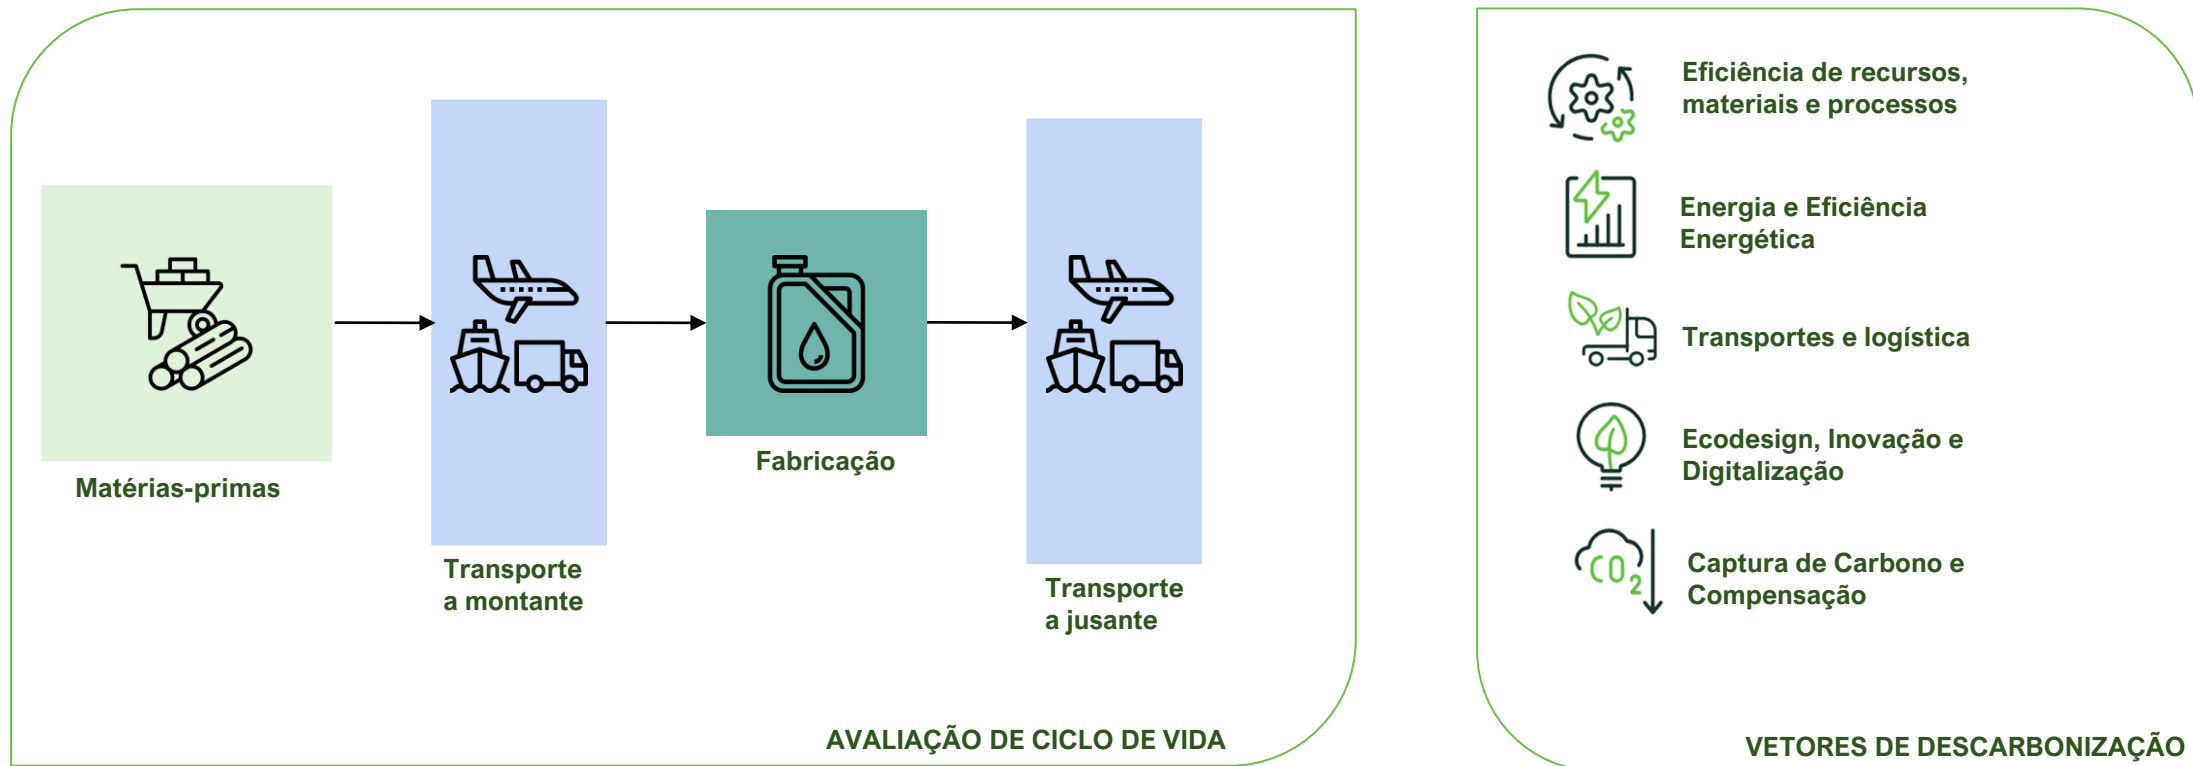 Matérias-primas
Transporte
a montante
Fabricação
Transporte
a jusante
AVALIAÇÃO DE CICLO DE VIDA
Eficiência de recursos,
materiais e processos
Energia e Eficiência
Energética
Transportes e logística
Ecodesign, Inovação e
Digitalização
CO2
Captura de Carbono e
Compensação
VETORES DE DESCARBONIZAÇÃO